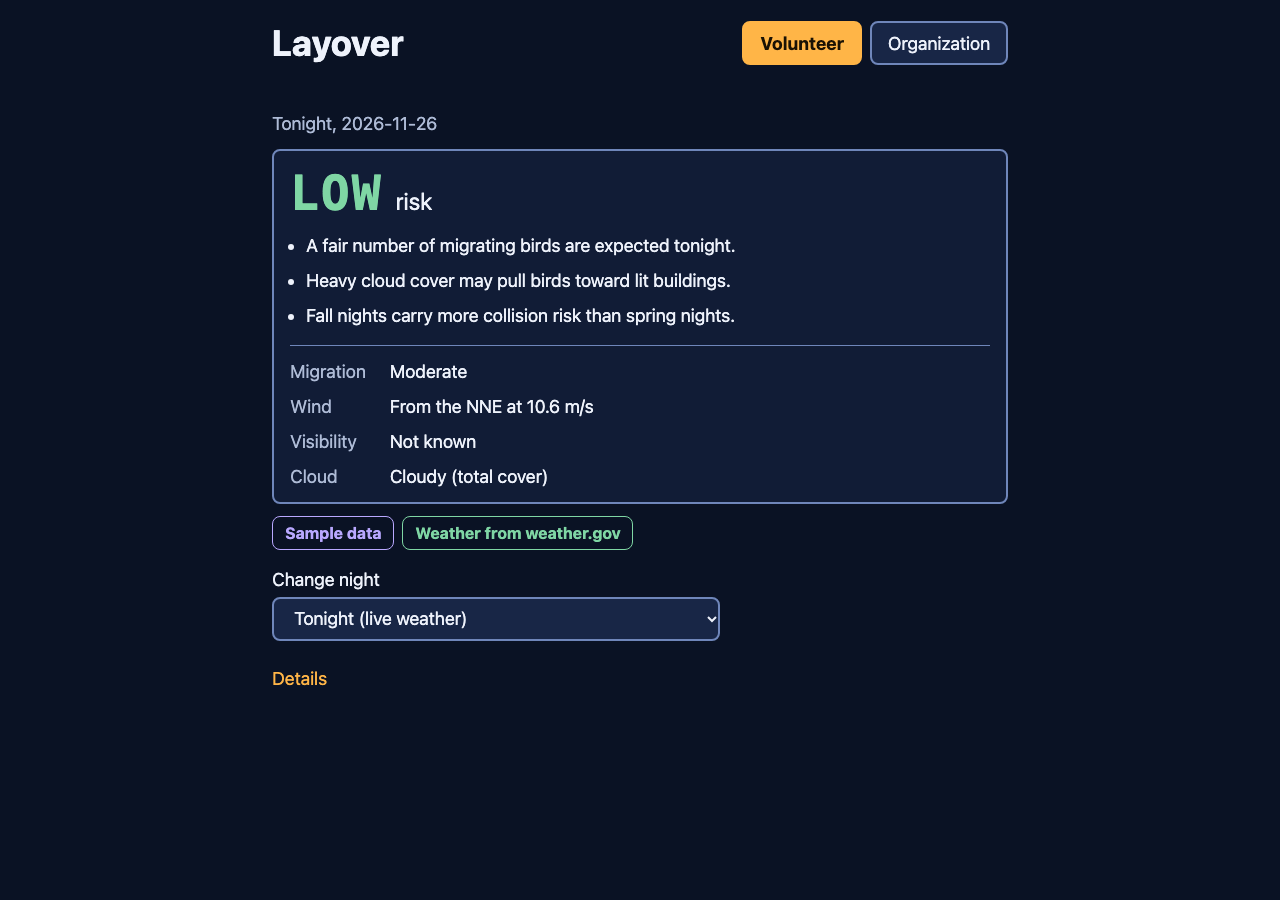 Layover
Volunteer
Organization
Tonight, 2026-11-26
LOW risk
A fair number of migrating birds are expected tonight.
Heavy cloud cover may pull birds toward lit buildings.
Fall nights carry more collision risk than spring nights.
Migration Moderate
Wind From the NNE at 10.6 m/s
Visibility Not known
Cloud Cloudy (total cover)
Sample data
Weather from weather.gov
Change night
Tonight (live weather)
Details